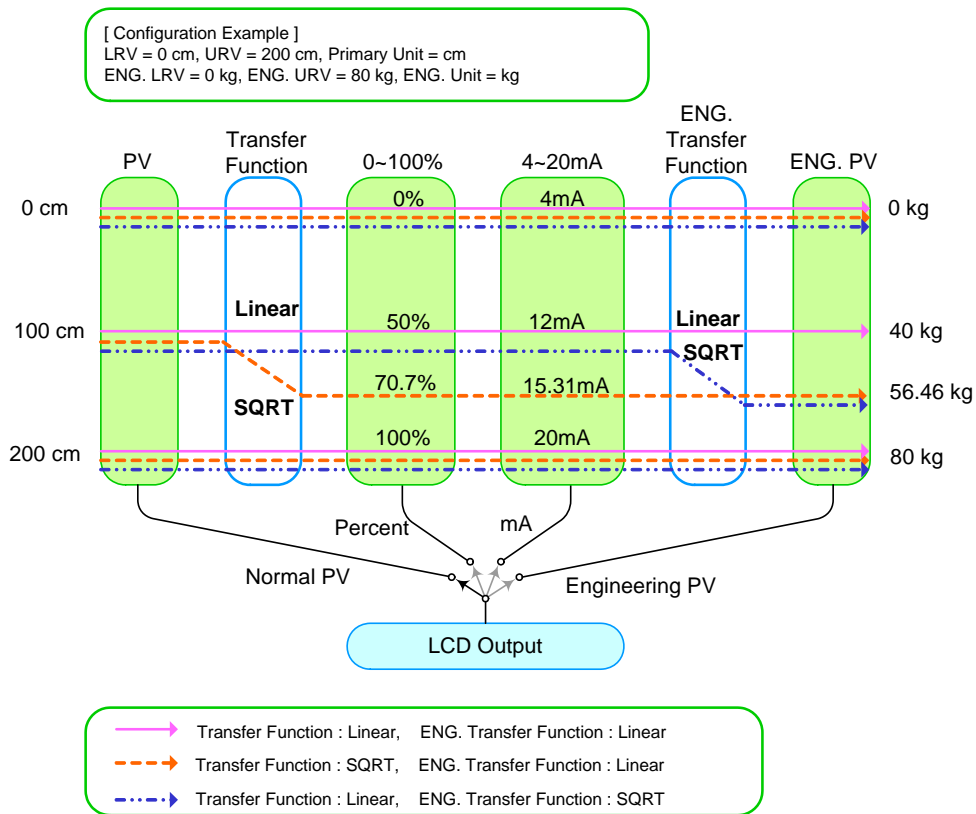 [ Configuration Example ]
LRV = 0 cm, URV = 200 cm, Primary Unit = cm
ENG. LRV = 0 kg, ENG. URV = 80 kg, ENG. Unit = kg
PV
Transfer
Function
0~100%
4~20mA
ENG.
Transfer
Function
ENG. PV
0 cm
0%
4mA
0 kg
Linear
Linear
100 cm
50%
12mA
40 kg
SQRT
70.7%
15.31mA
56.46 kg
SQRT
200 cm
100%
20mA
80 kg
Percent
mA
Normal PV
Engineering PV
LCD Output
Transfer Function : Linear, ENG. Transfer Function : Linear
Transfer Function : SQRT, ENG. Transfer Function : Linear
Transfer Function : Linear, ENG. Transfer Function : SQRT